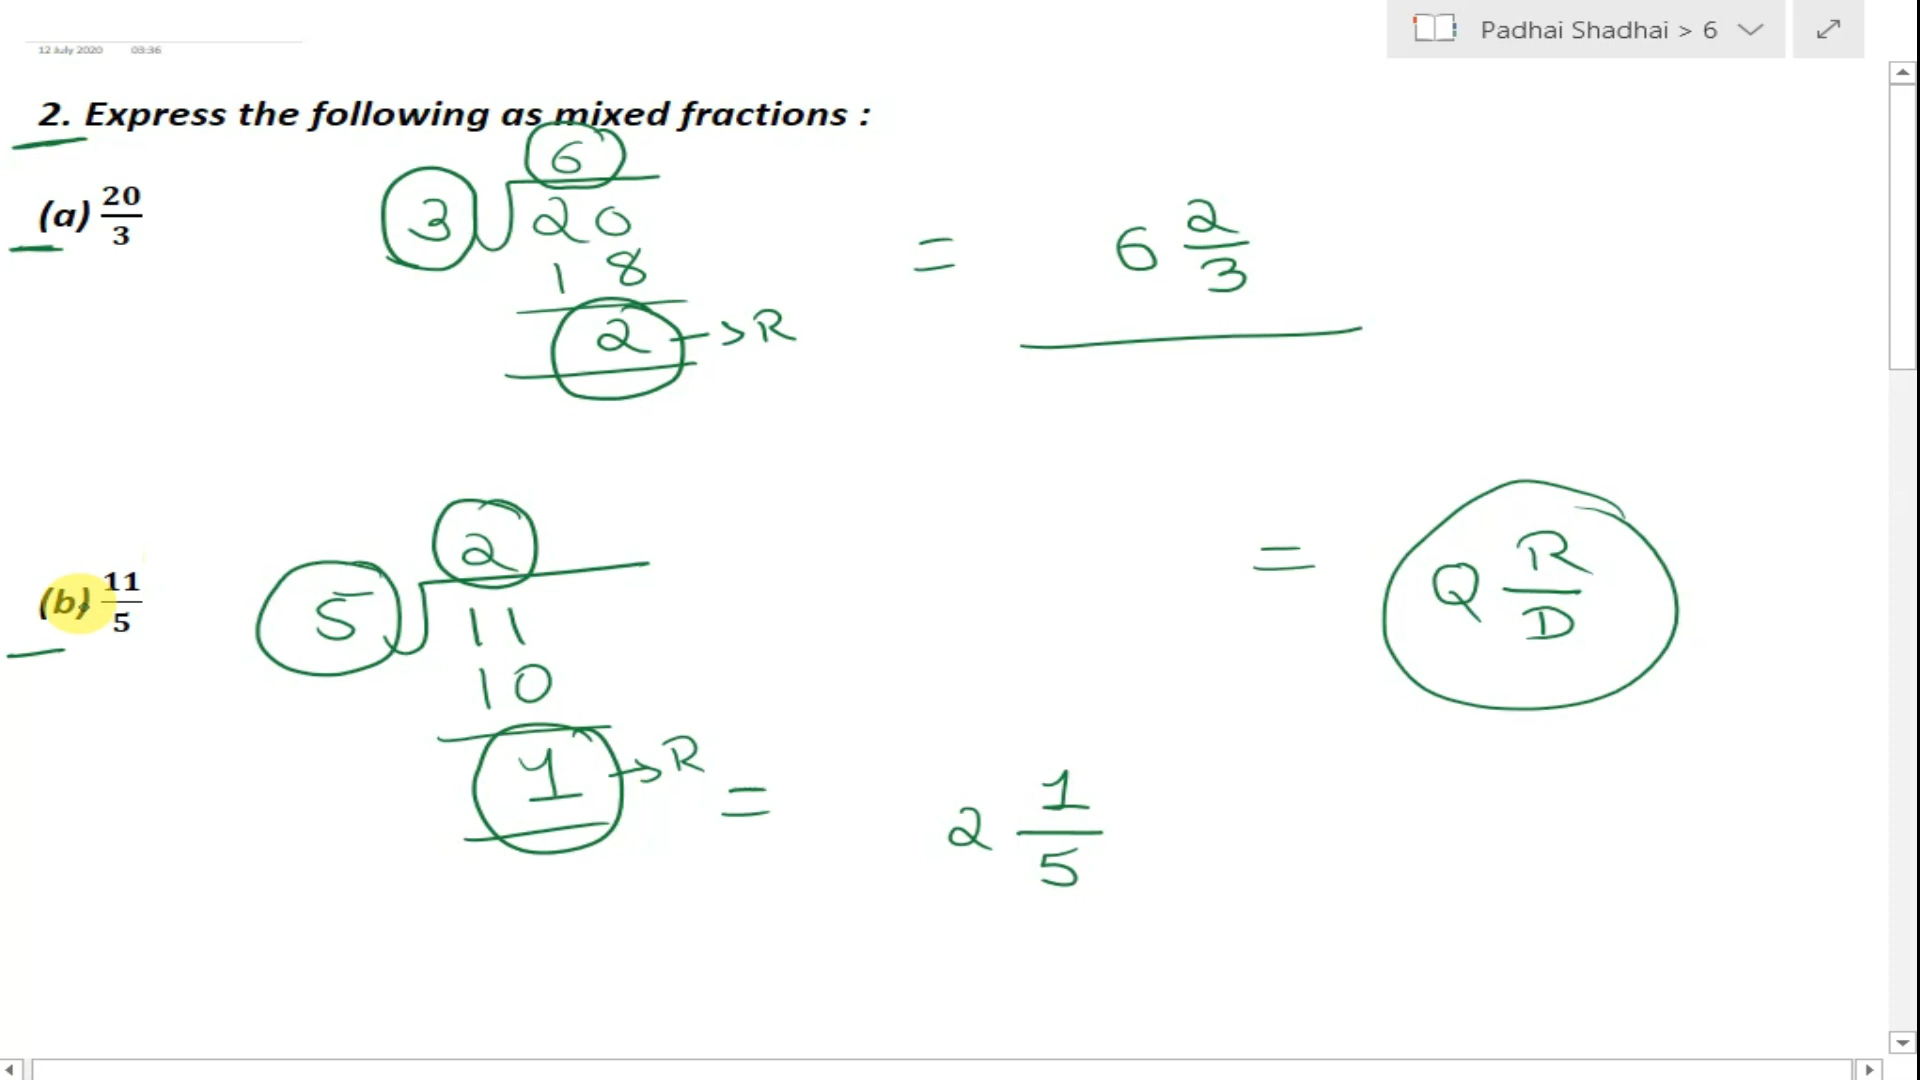 Padhai Shadhai > 6
12 July 2020 03:36
2. Express the following as mixed fractions :
(a) 20/3
6
3 20
18
2 → R
= 6 2/3
(b) 11/5
2
5 11
10
1 → R
= Q R/D
= 2 1/5